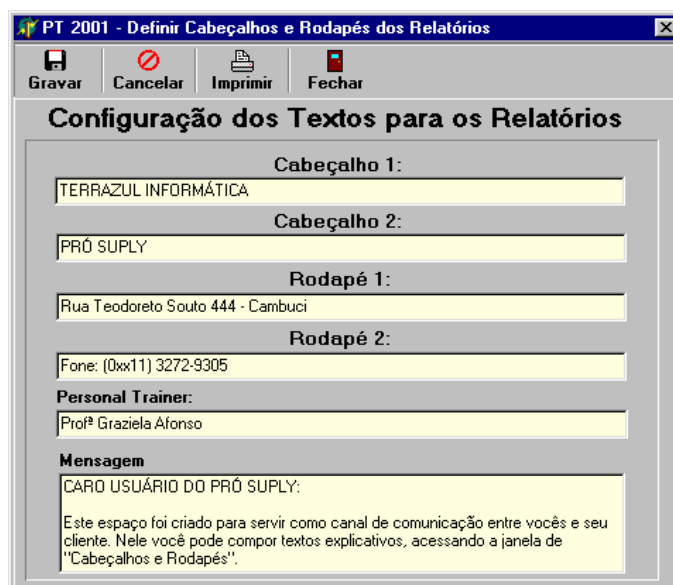 PT 2001 - Definir Cabeçalhos e Rodapés dos Relatórios
Gravar Cancelar Imprimir Fechar
Configuração dos Textos para os Relatórios
Cabeçalho 1:
TERRAZUL INFORMÁTICA
Cabeçalho 2:
PRÓ SUPLY
Rodapé 1:
Rua Teodoreto Souto 444 - Cambuci
Rodapé 2:
Fone: (0xx11) 3272-9305
Personal Trainer:
Profª Graziela Afonso
Mensagem
CARO USUÁRIO DO PRÓ SUPLY:
Este espaço foi criado para servir como canal de comunicação entre vocês e seu
cliente. Nele você pode compor textos explicativos, acessando a janela de
"Cabeçalhos e Rodapés".